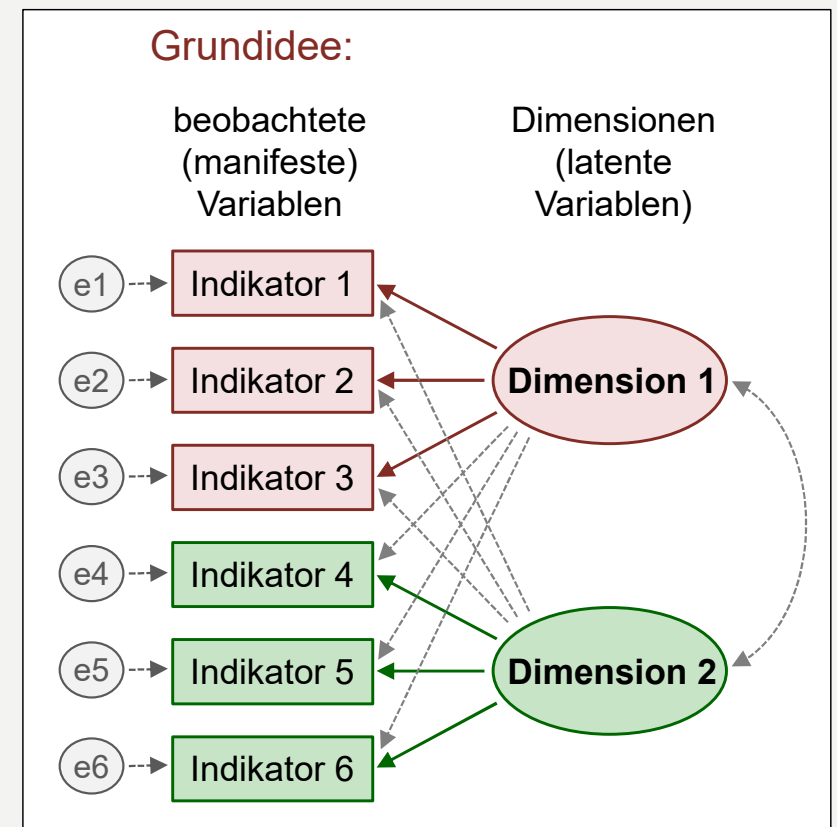 Grundidee:
beobachtete
(manifeste)
Variablen
Dimensionen
(latente
Variablen)
e1
Indikator 1
e2
Indikator 2
Dimension 1
e3
Indikator 3
e4
Indikator 4
e5
Indikator 5
Dimension 2
e6
Indikator 6